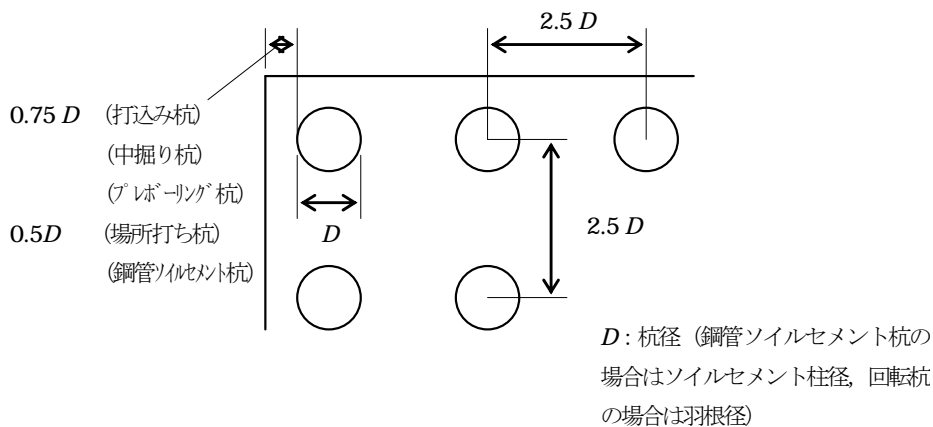 2.5 D
0.75 D (打込み杭)
(中掘り杭)
(プレボーリング杭)
0.5D (場所打ち杭)
(鋼管ソイルセメント杭)
D
2.5 D
D：杭径（鋼管ソイルセメント杭の
場合はソイルセメント柱径，回転杭
の場合は羽根径）